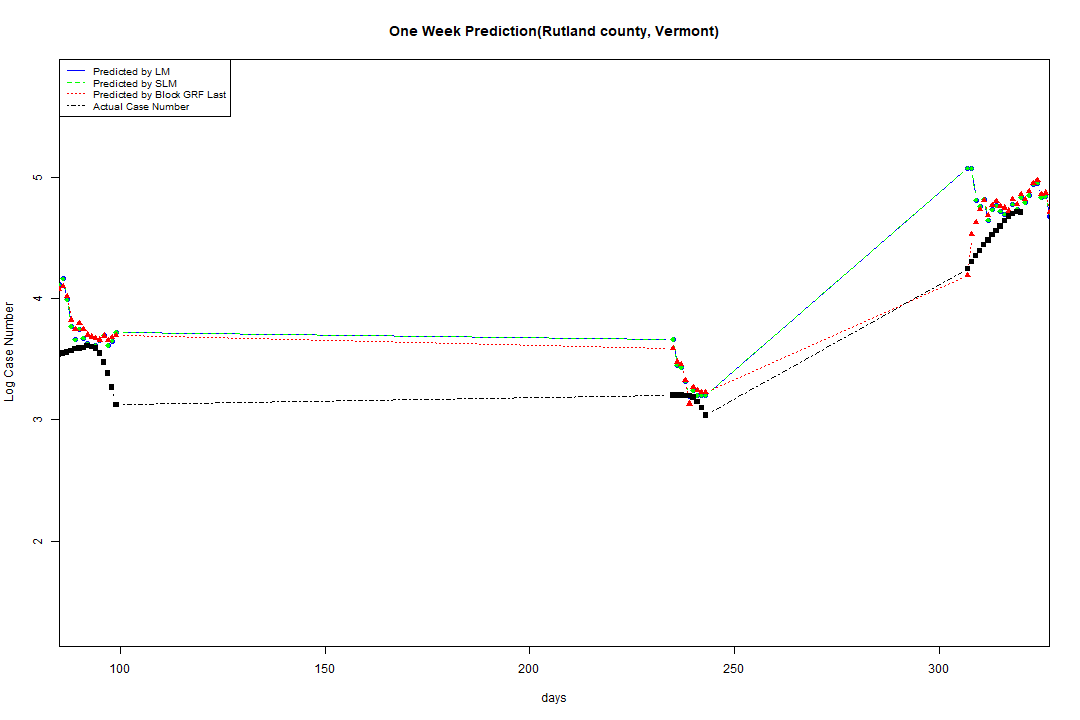 One Week Prediction(Rutland county, Vermont)
Predicted by LM
Predicted by SLM
Predicted by Block GRF Last
Actual Case Number
5
4
3
2
Log Case Number
100 150 200 250 300
days